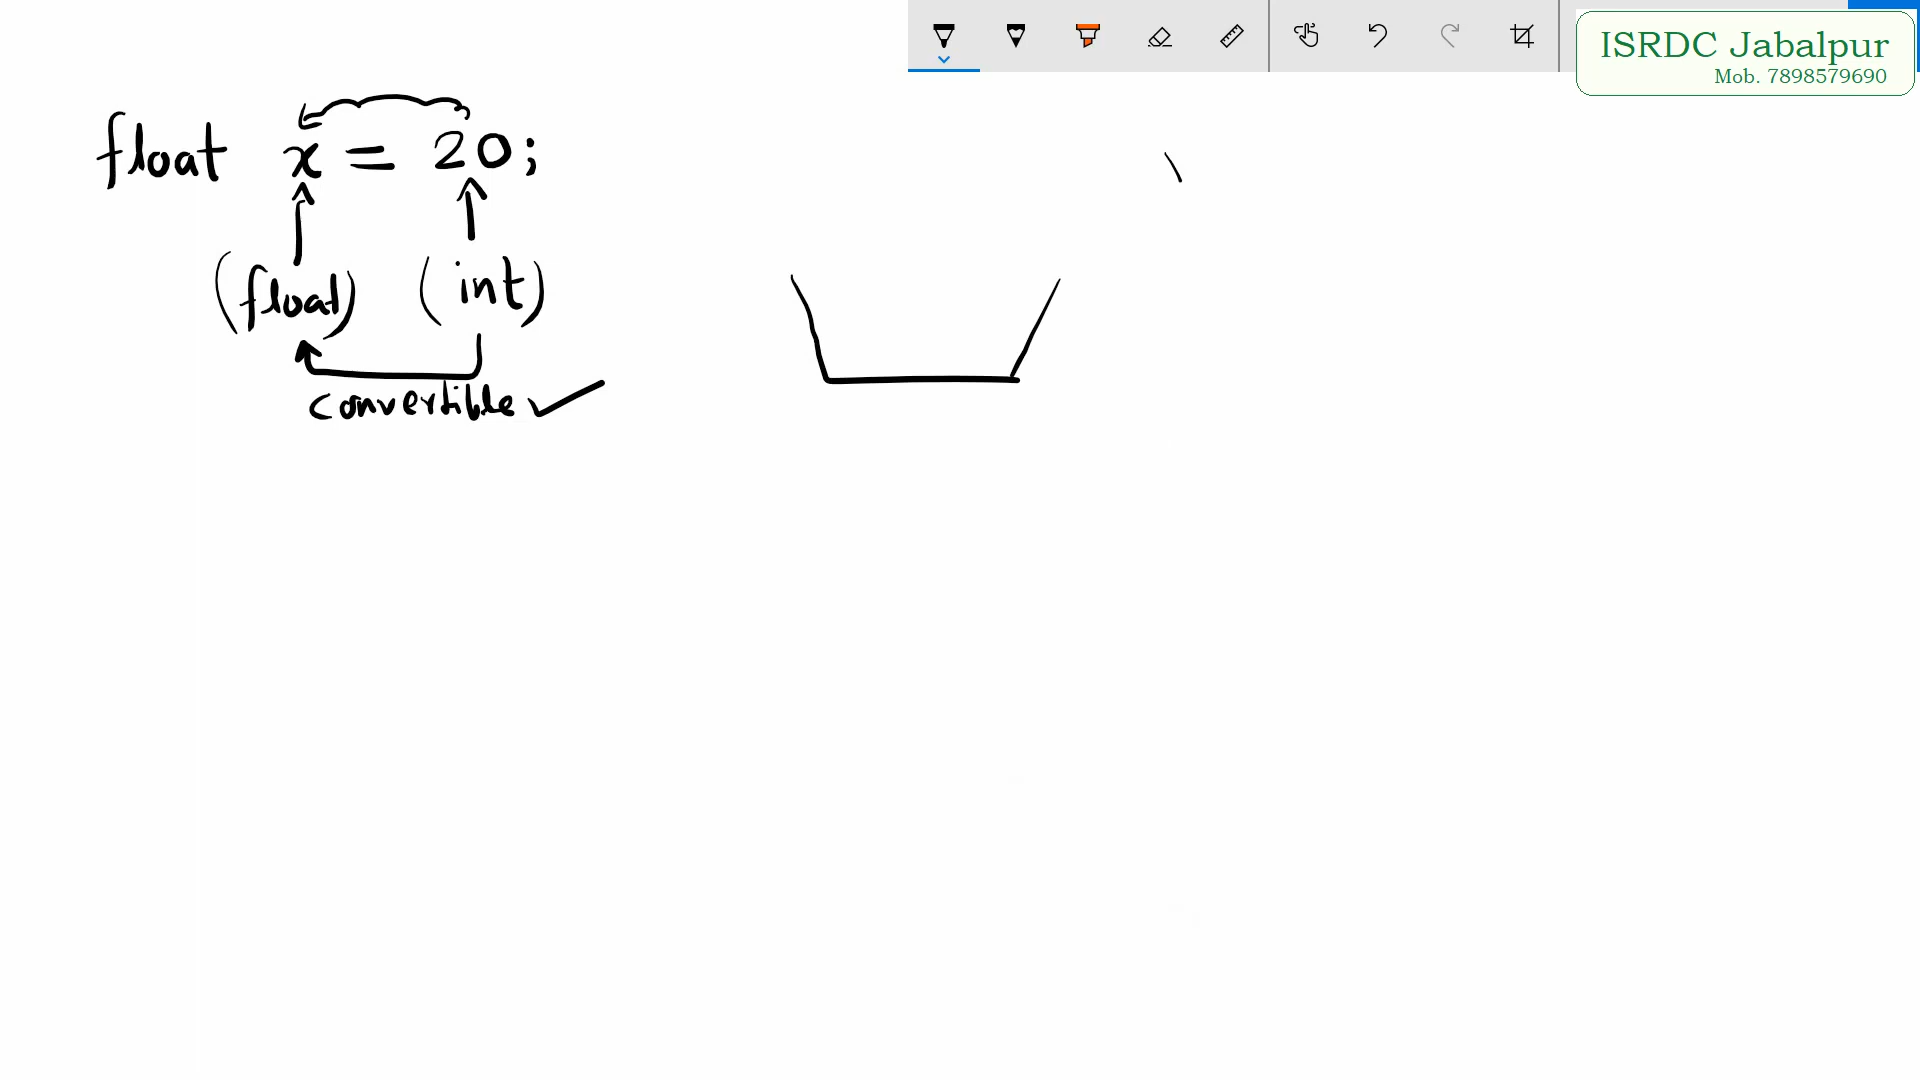 ISRDC Jabalpur
Mob. 7898579690
float x = 20;
(float) (int)
convertible